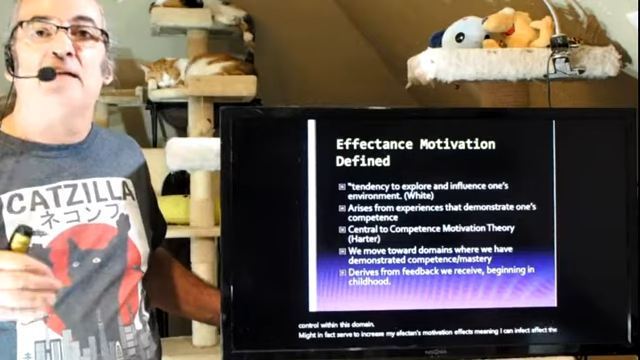 CATZILLA
ネコンフ
Effectance Motivation
Defined
"tendency to explore and influence one's
environment. (White)
Arises from experiences that demonstrate one's
competence
Central to Competence Motivation Theory
(Harter)
We move toward domains where we have
demonstrated competence/mastery
Derives from feedback we receive, beginning in
childhood.
control within this domain.
Might in fact serve to increase my efectan's motivation effects meaning I can infect affect the